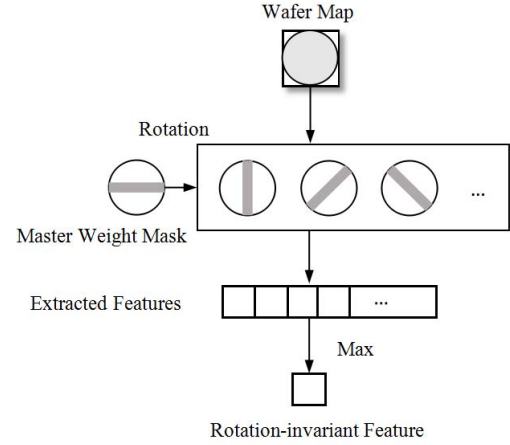 Wafer Map
Rotation
...
Master Weight Mask
Extracted Features
...
Max
Rotation-invariant Feature